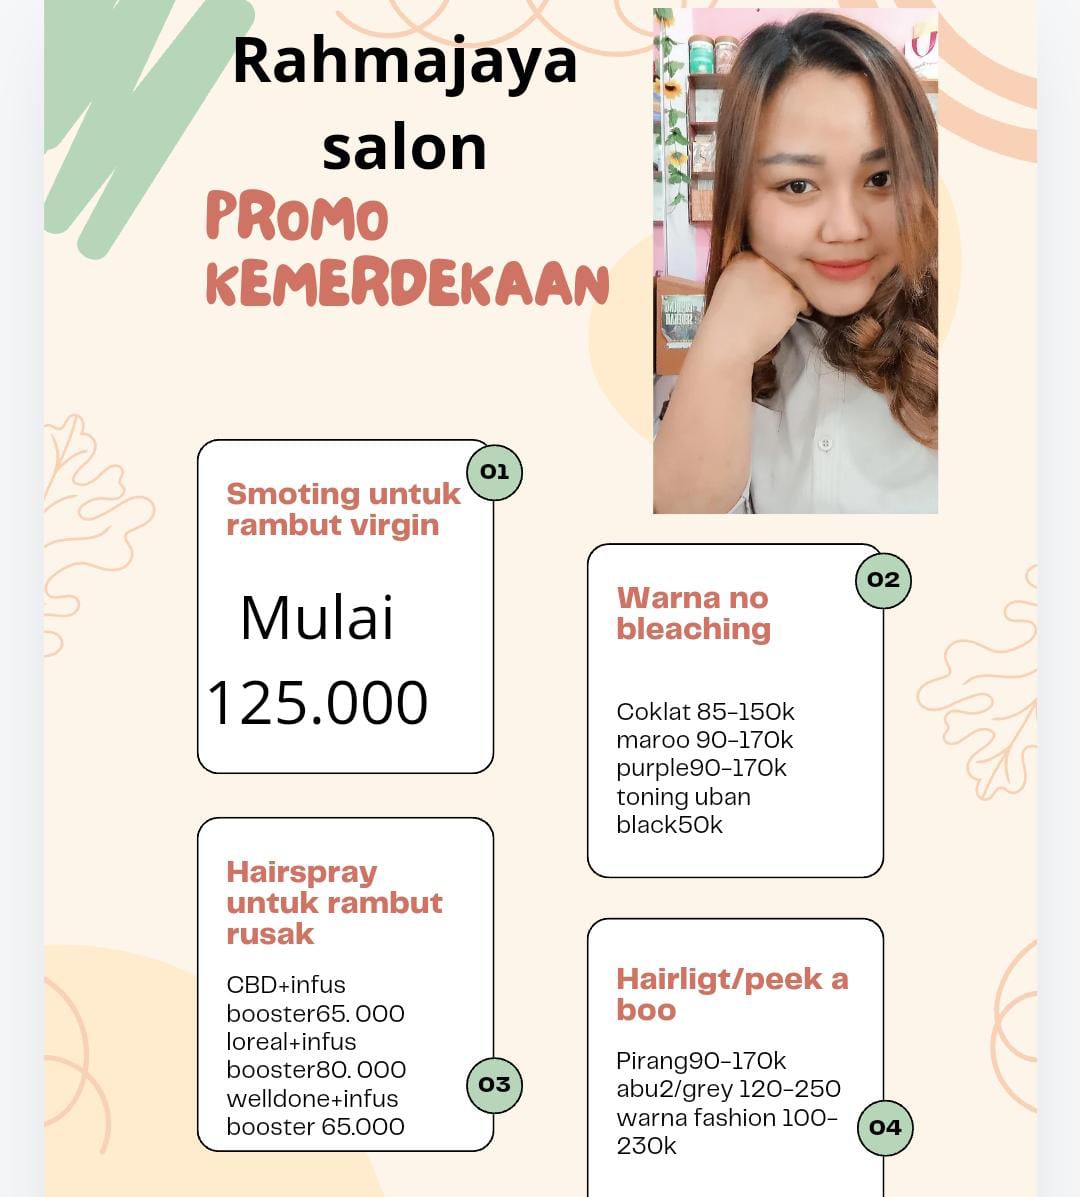 Rahmajaya
salon
PROMO
KEMERDEKAAN
01
Smoting untuk
rambut virgin
Mulai
125.000
02
Warna no
bleaching
Coklat 85-150k
maroo 90-170k
purple90-170k
toning uban
black50k
03
Hairspray
untuk rambut
rusak
CBD+infus
booster65. 000
loreal+infus
booster80. 000
welldone+infus
booster 65.000
04
Hairligt/peek a
boo
Pirang90-170k
abu2/grey 120-250
warna fashion 100-
230k